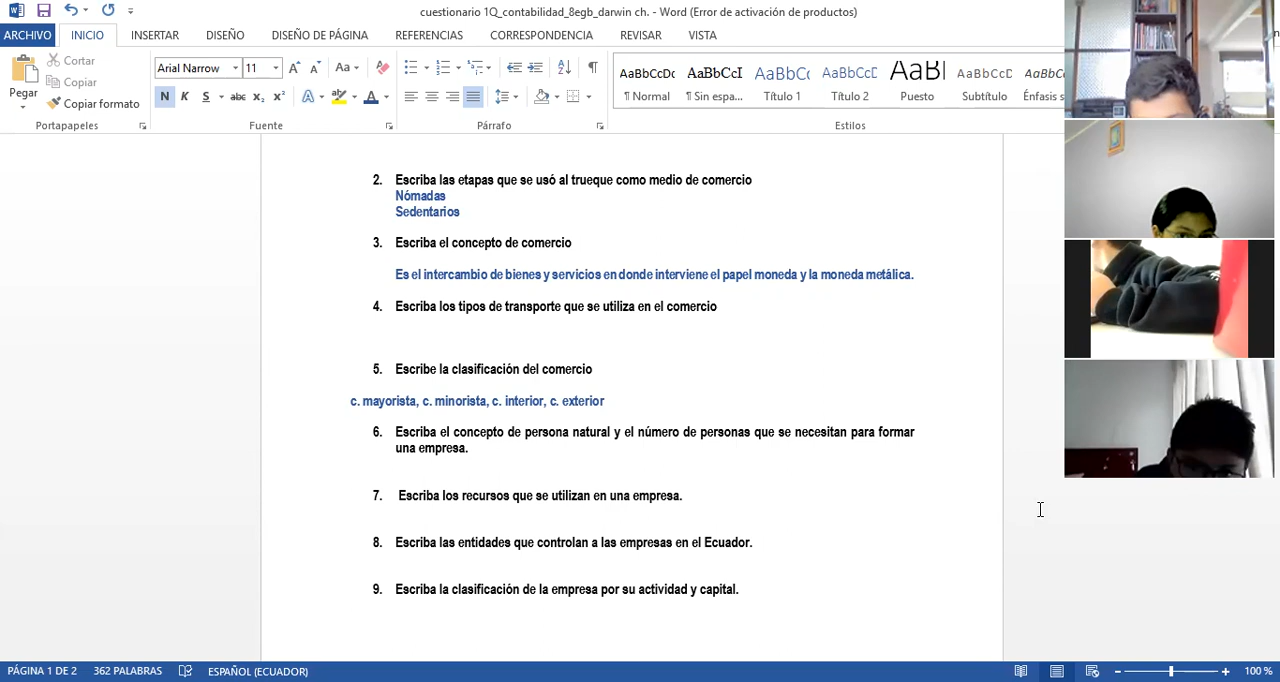 cuestionario 1Q_contabilidad_8egb_darwin ch. - Word (Error de activación de productos)
ARCHIVO INICIO INSERTAR DISEÑO DISEÑO DE PÁGINA REFERENCIAS CORRESPONDENCIA REVISAR VISTA
Pegar
Cortar
Copiar
Copiar formato
Portapapeles
Arial Narrow 11 Aa
N K S abc x₂ x² A A
Fuente
Párrafo
AaBbCcDc AaBbCcI AaBbCc AaBbCcD AaBl AaBbCcD AaBbCc
¶ Normal ¶ Sin espa... Título 1 Título 2 Puesto Subtítulo Énfasis s
Estilos
2. Escriba las etapas que se usó al trueque como medio de comercio
Nómadas
Sedentarios
3. Escriba el concepto de comercio
Es el intercambio de bienes y servicios en donde interviene el papel moneda y la moneda metálica.
4. Escriba los tipos de transporte que se utiliza en el comercio
5. Escribe la clasificación del comercio
c. mayorista, c. minorista, c. interior, c. exterior
6. Escriba el concepto de persona natural y el número de personas que se necesitan para formar
una empresa.
7. Escriba los recursos que se utilizan en una empresa.
8. Escriba las entidades que controlan a las empresas en el Ecuador.
9. Escriba la clasificación de la empresa por su actividad y capital.
PÁGINA 1 DE 2 362 PALABRAS ESPAÑOL (ECUADOR) 100 %